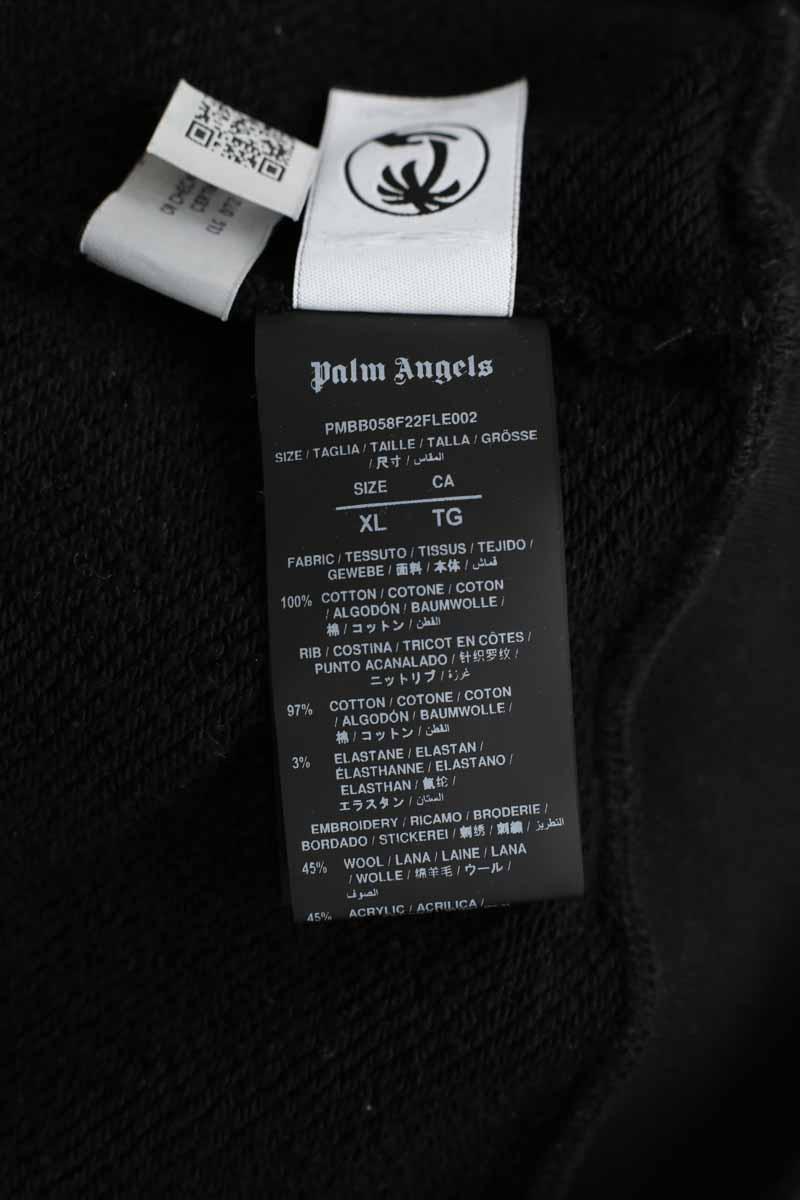 Palm Angels
PMBB058F22FLE002
SIZE / TAGLIA / TAILLE / TALLA / GRÖSSE
/ 尺寸 / المقاس
SIZE CA
XL TG
FABRIC / TESSUTO / TISSUS / TEJIDO /
GEWEBE / 面料 / 本体 / قماش
100% COTTON / COTONE / COTON
/ ALGODÓN / BAUMWOLLE /
棉 / コットン / القطن
RIB / COSTINA / TRICOT EN CÔTES /
PUNTO ACANALADO / 针织罗纹 /
ニットリブ / غرزة
97% COTTON / COTONE / COTON
/ ALGODÓN / BAUMWOLLE /
棉 / コットン / القطن
3% ELASTANE / ELASTAN /
ÉLASTHANNE / ELASTANO /
ELASTHAN / 氨纶 /
エラスタン / الستان
EMBROIDERY / RICAMO / BRODERIE /
BORDADO / STICKEREI / 刺绣 / 刺繍 / التطريز
45% WOOL / LANA / LAINE / LANA
/ WOLLE / 绵羊毛 / ウール /
الصوف
45% ACRYLIC / ACRILICA /